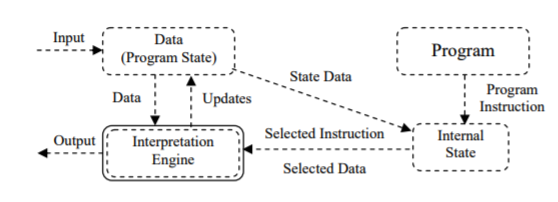 Input
Data
(Program State)
Program
State Data
Data
Updates
Program
Instruction
Output
Interpretation
Engine
Selected Instruction
Selected Data
Internal
State